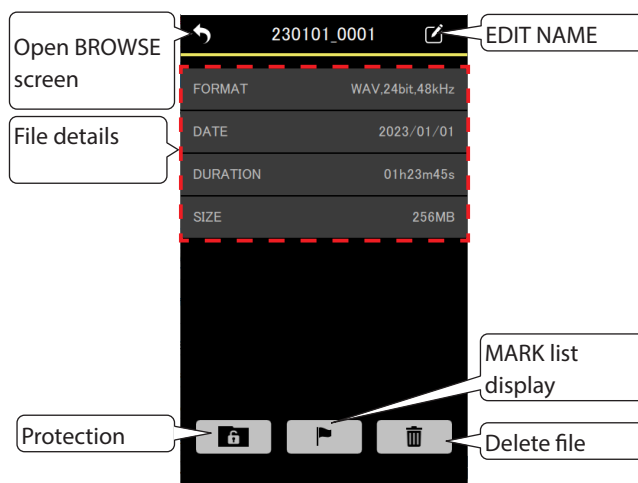 Open BROWSE
screen
230101_0001
EDIT NAME
File details
FORMAT WAV,24bit,48kHz
DATE 2023/01/01
DURATION 01h23m45s
SIZE 256MB
MARK list
display
Protection
Delete file